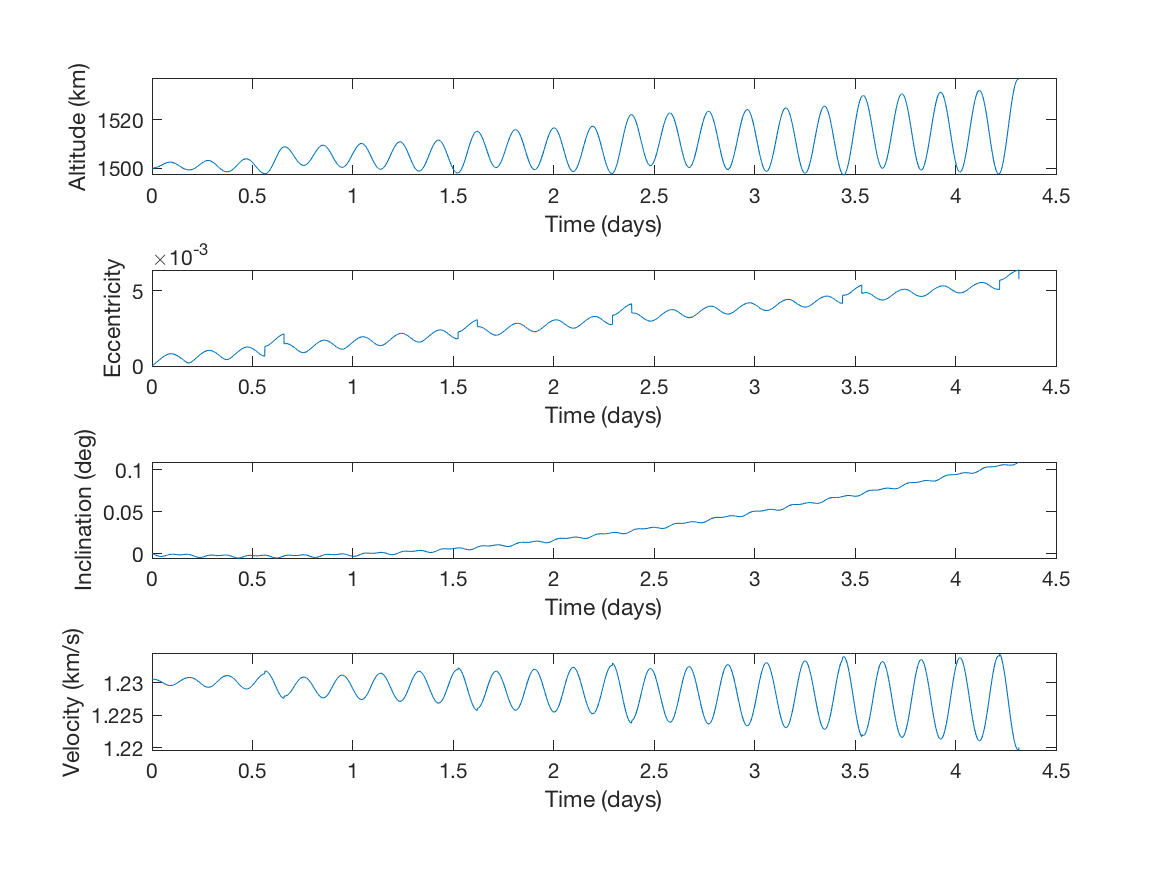 Altitude (km)
1520
1500
0 0.5 1 1.5 2 2.5 3 3.5 4 4.5
Time (days)
×10-3
Eccentricity
5
0
0 0.5 1 1.5 2 2.5 3 3.5 4 4.5
Time (days)
Inclination (deg)
0.1
0.05
0
0 0.5 1 1.5 2 2.5 3 3.5 4 4.5
Time (days)
Velocity (km/s)
1.23
1.225
1.22
0 0.5 1 1.5 2 2.5 3 3.5 4 4.5
Time (days)